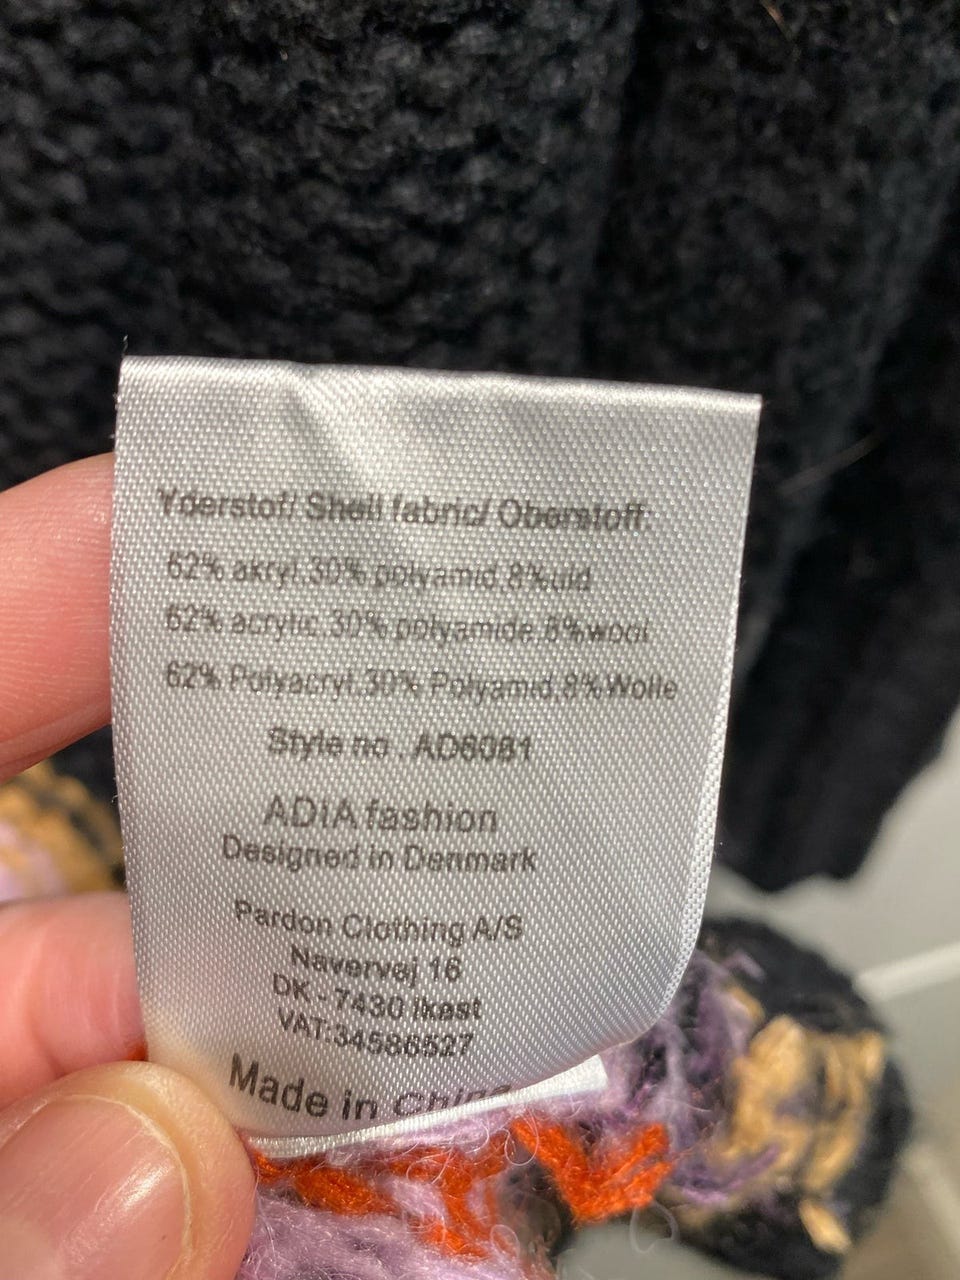 Yderstof/ Shell fabric/ Oberstoff:
62% akryl.30% polyamid.8%uld
62% acrylic.30% polyamide.8%wool
62% Polyacryl.30% Polyamid.8%Wolle
Style no . AD6081
ADIA fashion
Designed in Denmark
Pardon Clothing A/S
Navervej 16
DK - 7430 Ikast
VAT:34586527
Made in China